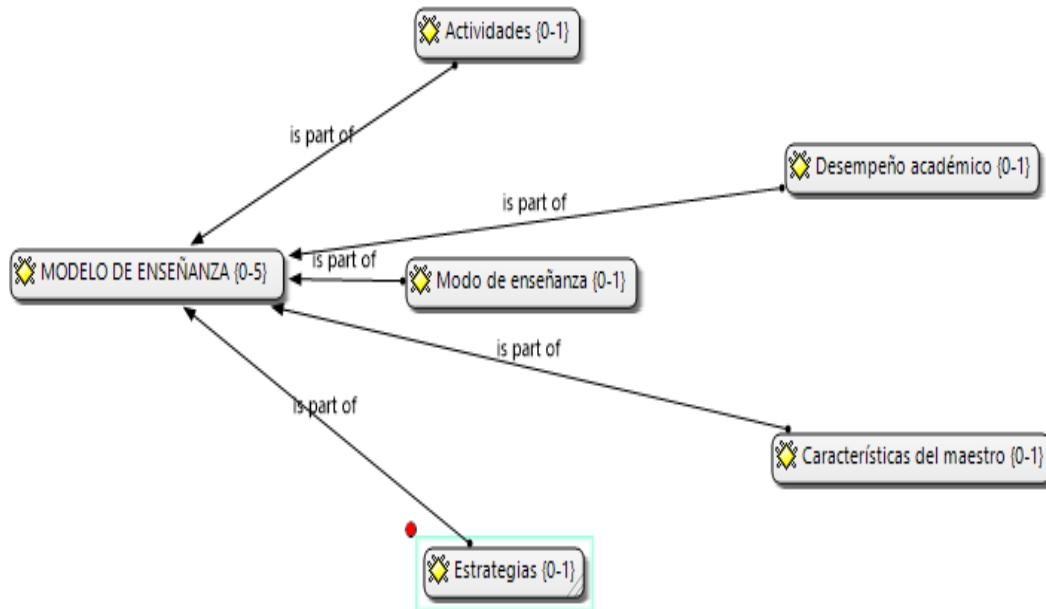 Actividades {0-1}
is part of
Desempeño académico {0-1}
is part of
MODELO DE ENSEÑANZA {0-5}
is part of
Modo de enseñanza {0-1}
is part of
is part of
Características del maestro {0-1}
Estrategias {0-1}